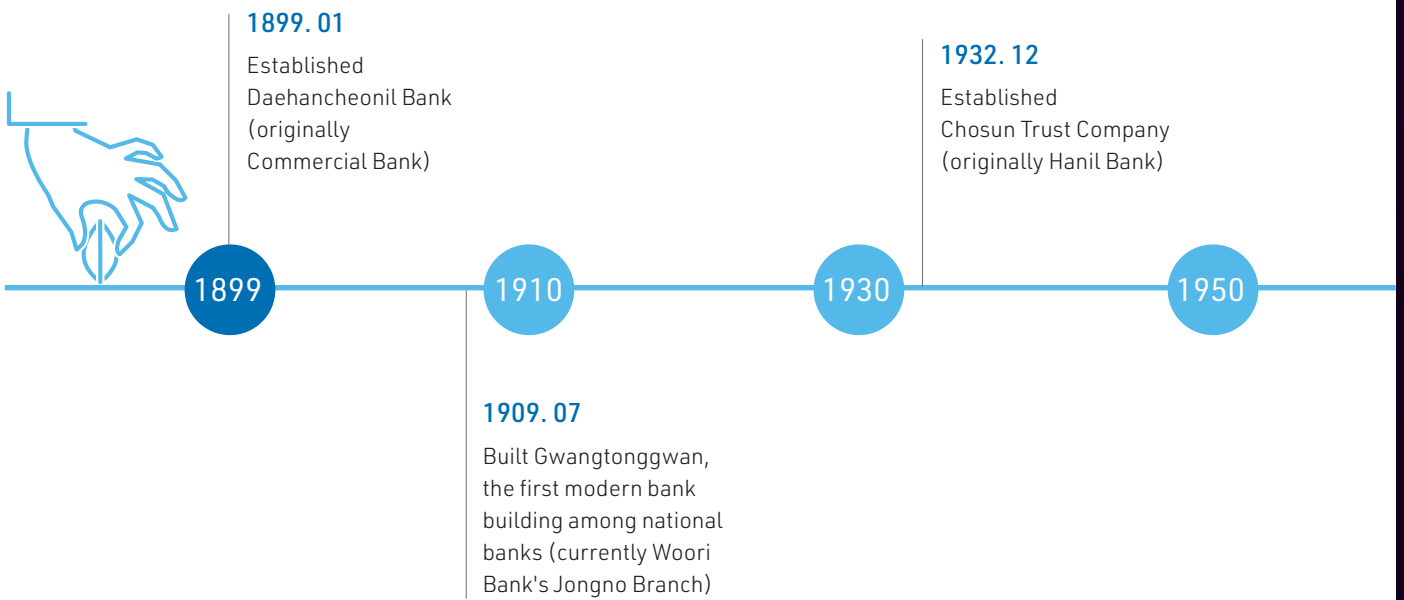 1899. 01
Established
Daehancheonil Bank
(originally
Commercial Bank)
1932. 12
Established
Chosun Trust Company
(originally Hanil Bank)
1899
1910
1930
1950
1909. 07
Built Gwangtonggwan,
the first modern bank
building among national
banks (currently Woori
Bank's Jongno Branch)